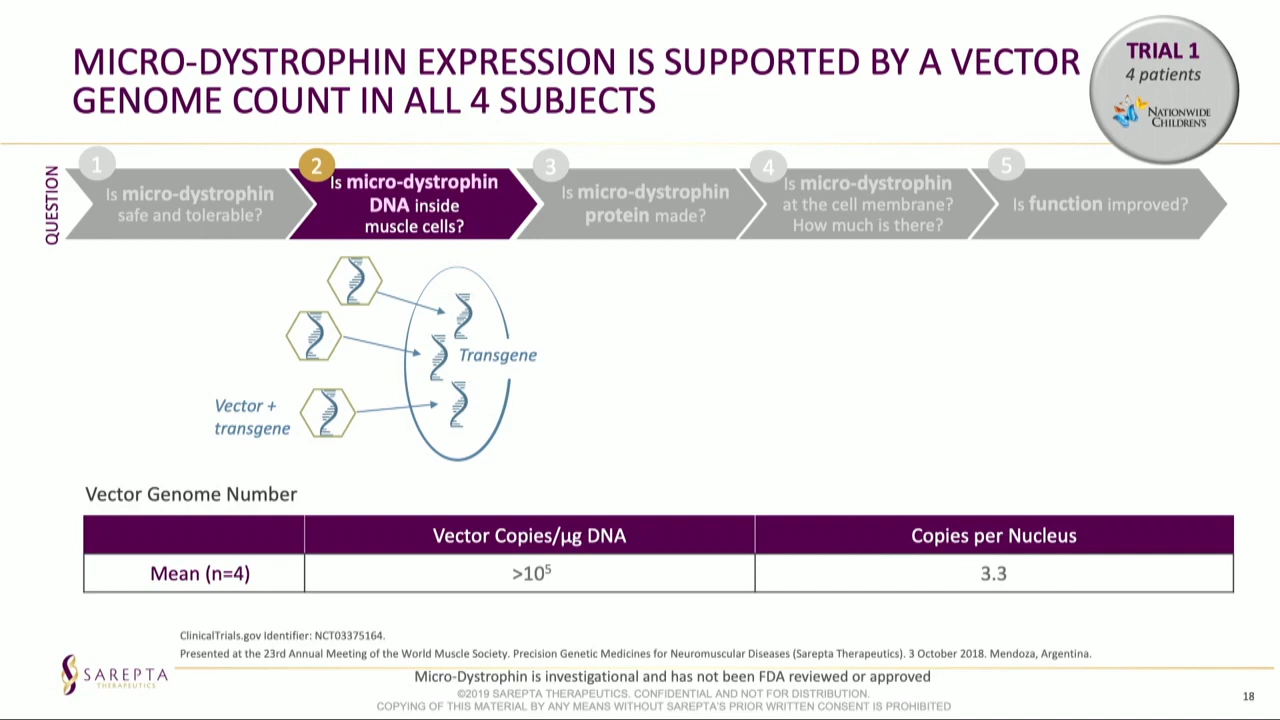 MICRO-DYSTROPHIN EXPRESSION IS SUPPORTED BY A VECTOR
GENOME COUNT IN ALL 4 SUBJECTS
TRIAL 1
4 patients
NATIONWIDE
CHILDREN'S
QUESTION
1
Is micro-dystrophin
safe and tolerable?
2
Is micro-dystrophin
DNA inside
muscle cells?
3
Is micro-dystrophin
protein made?
4
Is micro-dystrophin
at the cell membrane?
How much is there?
5
Is function improved?
Transgene
Vector +
transgene
Vector Genome Number
Vector Copies/µg DNA
Copies per Nucleus
Mean (n=4)
>10⁵
3.3
ClinicalTrials.gov Identifier: NCT03375164.
Presented at the 23rd Annual Meeting of the World Muscle Society. Precision Genetic Medicines for Neuromuscular Diseases (Sarepta Therapeutics). 3 October 2018. Mendoza, Argentina.
SAREPTA
THERAPEUTICS
Micro-Dystrophin is investigational and has not been FDA reviewed or approved
©2019 SAREPTA THERAPEUTICS. CONFIDENTIAL AND NOT FOR DISTRIBUTION.
COPYING OF THIS MATERIAL BY ANY MEANS WITHOUT SAREPTA'S PRIOR WRITTEN CONSENT IS PROHIBITED
18